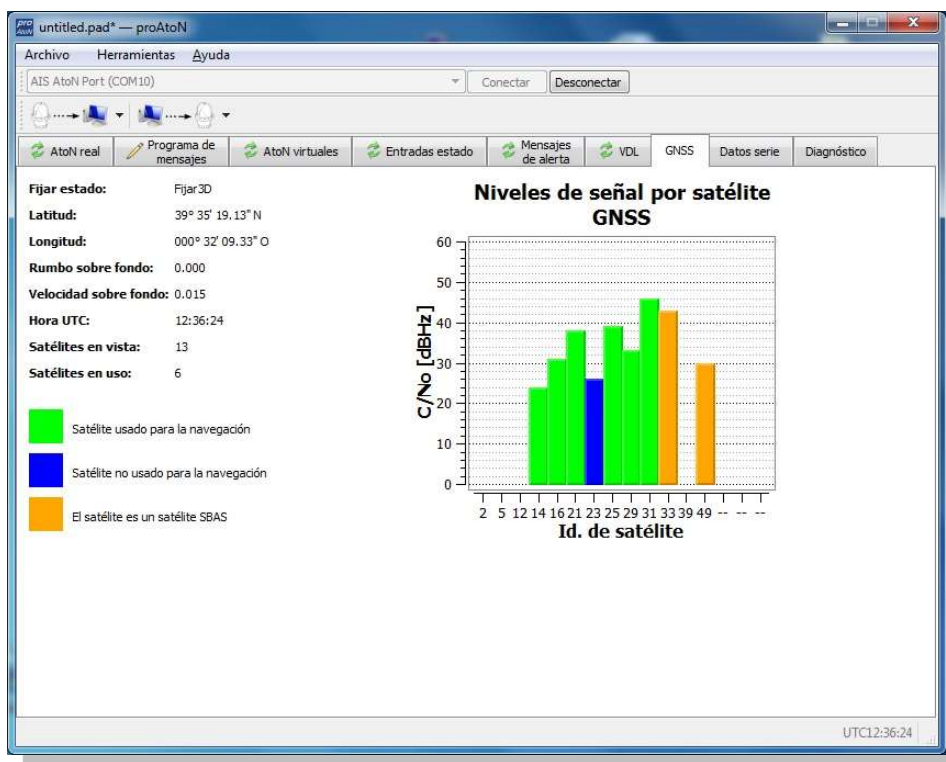 pro AtoN
untitled.pad* — proAtoN
Archivo Herramientas Ayuda
AIS AtoN Port (COM10) Conectar Desconectar
AtoN real
Programa de
mensajes
AtoN virtuales
Entradas estado
Mensajes
de alerta
VDL
GNSS
Datos serie
Diagnóstico
Fijar estado: Fijar3D
Latitud: 39° 35' 19.13" N
Longitud: 000° 32' 09.33" O
Rumbo sobre fondo: 0.000
Velocidad sobre fondo: 0.015
Hora UTC: 12:36:24
Satélites en vista: 13
Satélites en uso: 6
Satélite usado para la navegación
Satélite no usado para la navegación
El satélite es un satélite SBAS
Niveles de señal por satélite
GNSS
C/No [dBHz]
60
50
40
30
20
10
0
2 5 12 14 16 21 23 25 29 31 33 39 49 -- -- --
Id. de satélite
UTC12:36:24